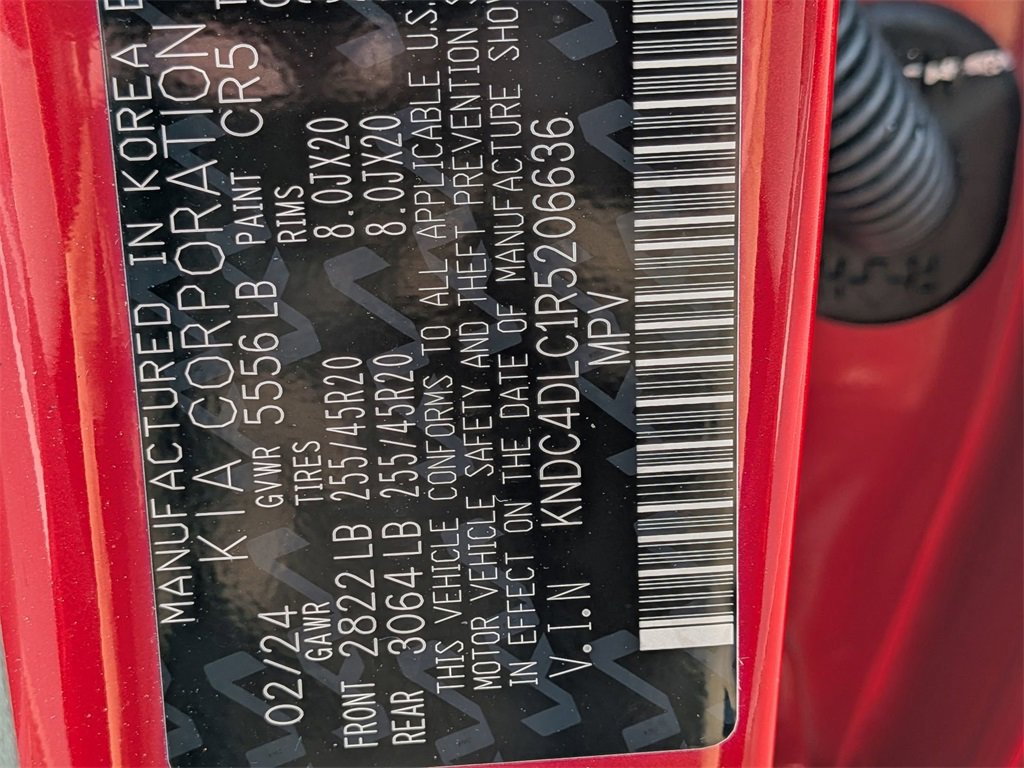 MANUFACTURED IN KOREA
KIA CORPORATION
02/24 GVWR 5556 LB PAINT CR5
GAWR TIRES RIMS
FRONT 2822 LB 255/45R20 8.0JX20
REAR 3064 LB 255/45R20 8.0JX20
THIS VEHICLE CONFORMS TO ALL APPLICABLE U.S.
MOTOR VEHICLE SAFETY AND THEFT PREVENTION
IN EFFECT ON THE DATE OF MANUFACTURE
V.I.N KNDC4DLC1R5206636
MPV